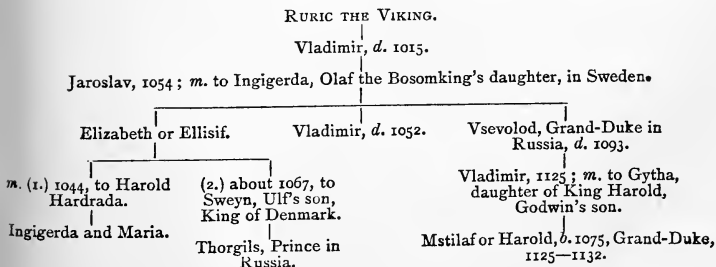 RURIC THE VIKING.
Vladimir, d. 1015.
Jaroslav, 1054 ; m. to Ingigerda, Olaf the Bosomking's daughter, in Sweden.
Elizabeth or Ellisif.
Vladimir, d. 1052.
Vsevolod, Grand-Duke in
Russia, d. 1093.
m. (1.) 1044, to Harold
Hardrada.
Ingigerda and Maria.
(2.) about 1067, to
Sweyn, Ulf's son,
King of Denmark.
Thorgils, Prince in
Russia.
Vladimir, 1125 ; m. to Gytha,
daughter of King Harold,
Godwin's son.
Mstilaf or Harold, b. 1075, Grand-Duke,
1125—1132.